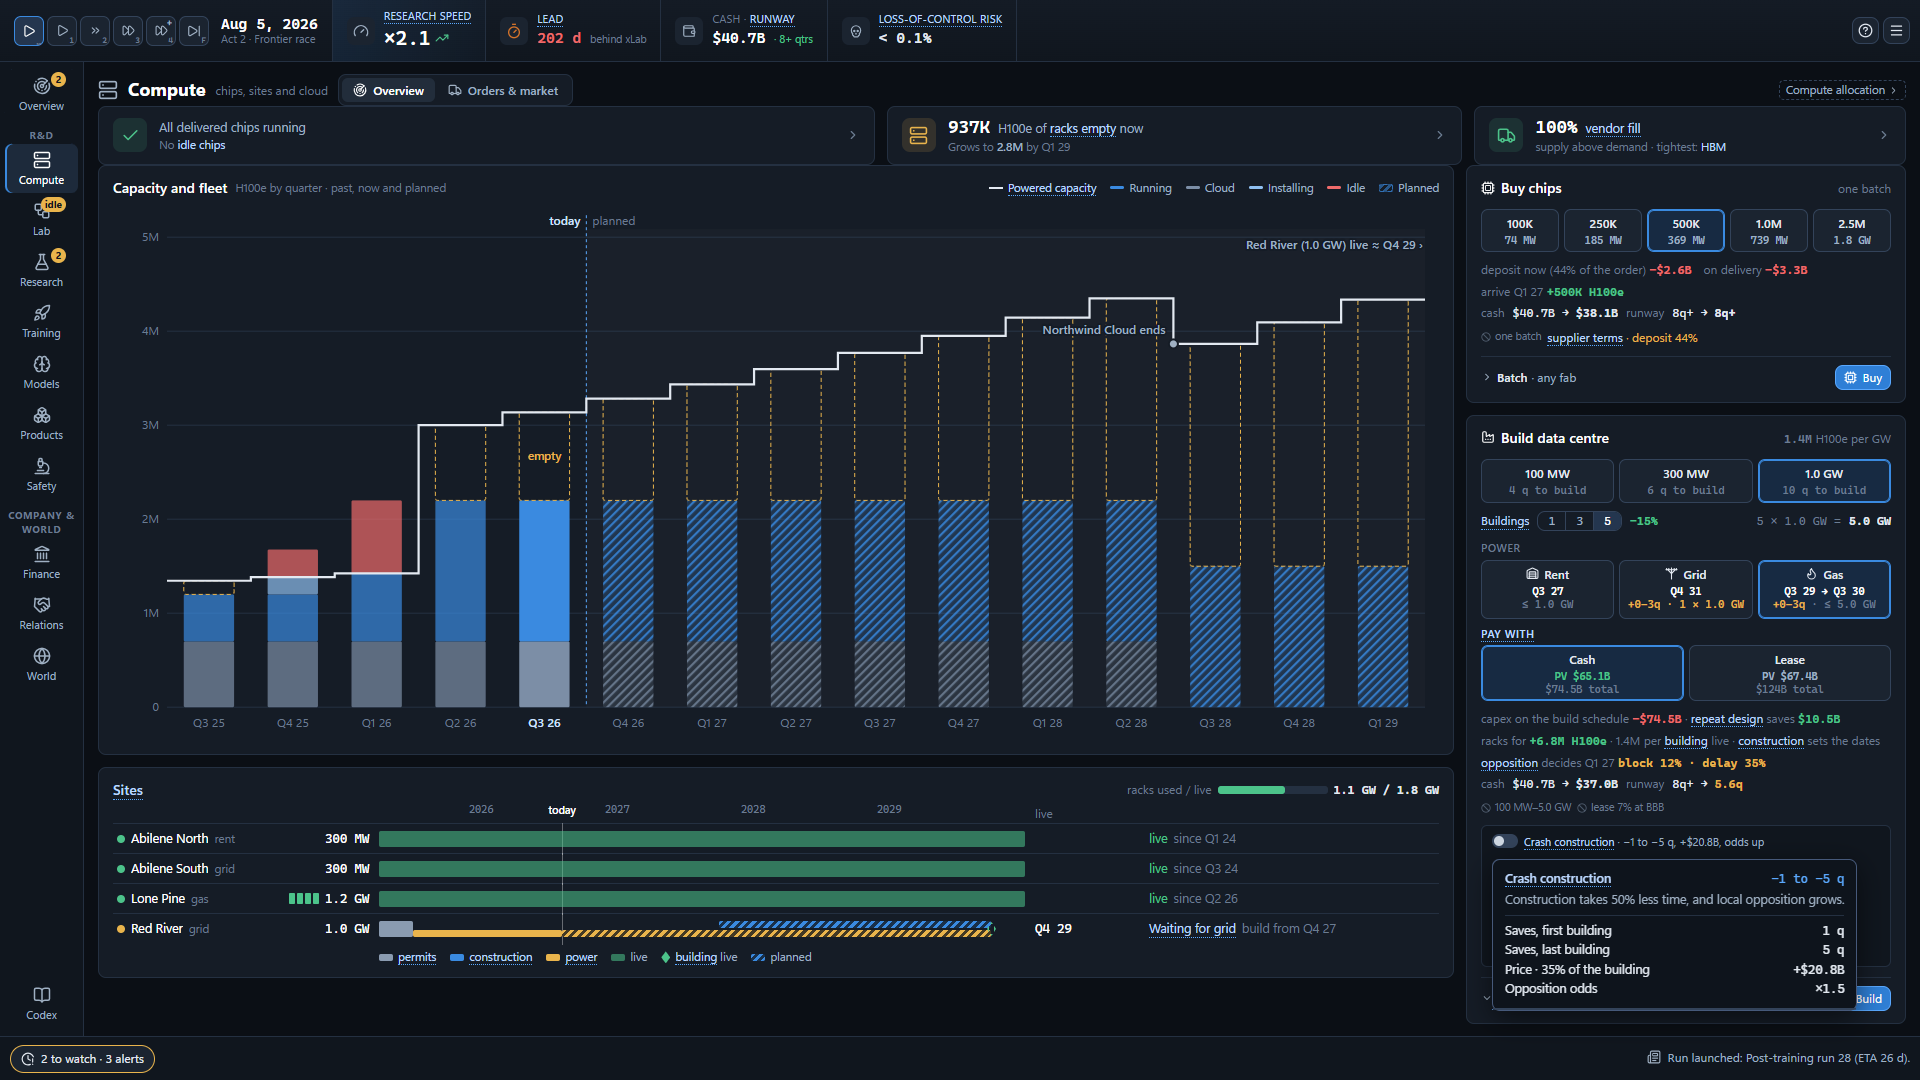 Aug 5, 2026
Act 2 · Frontier race
RESEARCH SPEED
×2.1
LEAD
202 d behind xLab
CASH · RUNWAY
$40.7B · 8+ qtrs
LOSS-OF-CONTROL RISK
< 0.1%
1
2
3
4
F
Overview
2
R&D
Compute
idle
Lab
2
Research
Training
Models
Products
Safety
COMPANY &
WORLD
Finance
Relations
World
Codex
Compute chips, sites and cloud
Overview
Orders & market
Compute allocation ›
All delivered chips running
No idle chips
937K H100e of racks empty now
Grows to 2.8M by Q1 29
100% vendor fill
supply above demand · tightest: HBM
Capacity and fleet H100e by quarter · past, now and planned
Powered capacity Running Cloud Installing Idle Planned
today planned
Red River (1.0 GW) live ≈ Q4 29 ›
Northwind Cloud ends
empty
5M
4M
3M
2M
1M
0
Q3 25 Q4 25 Q1 26 Q2 26 Q3 26 Q4 26 Q1 27 Q2 27 Q3 27 Q4 27 Q1 28 Q2 28 Q3 28 Q4 28 Q1 29
Sites
racks used / live 1.1 GW / 1.8 GW
2026 today 2027 2028 2029 live
Abilene North rent 300 MW live since Q1 24
Abilene South grid 300 MW live since Q3 24
Lone Pine gas 1.2 GW live since Q2 26
Red River grid 1.0 GW Q4 29 Waiting for grid build from Q4 27
permits construction power live building live planned
Buy chips one batch
100K 250K 500K 1.0M 2.5M
74 MW 185 MW 369 MW 739 MW 1.8 GW
deposit now (44% of the order) −$2.6B on delivery −$3.3B
arrive Q1 27 +500K H100e
cash $40.7B → $38.1B runway 8q+ → 8q+
one batch supplier terms · deposit 44%
Batch · any fab
Buy
Build data centre 1.4M H100e per GW
100 MW 300 MW 1.0 GW
4 q to build 6 q to build 10 q to build
Buildings 1 3 5 −15% 5 × 1.0 GW = 5.0 GW
POWER
Rent Grid Gas
Q3 27 Q4 31 Q3 29 → Q3 30
≤ 1.0 GW +0−3q · 1 × 1.0 GW +0−3q · ≤ 5.0 GW
PAY WITH
Cash Lease
PV $65.1B PV $67.4B
$74.5B total $124B total
capex on the build schedule −$74.5B · repeat design saves $10.5B
racks for +6.8M H100e · 1.4M per building live · construction sets the dates
opposition decides Q1 27 block 12% · delay 35%
cash $40.7B → $37.0B runway 8q+ → 5.6q
100 MW–5.0 GW lease 7% at BBB
Crash construction · −1 to −5 q, +$20.8B, odds up
Crash construction −1 to −5 q
Construction takes 50% less time, and local opposition grows.
Saves, first building 1 q
Saves, last building 5 q
Price · 35% of the building +$20.8B
Opposition odds ×1.5
Build
2 to watch · 3 alerts
Run launched: Post-training run 28 (ETA 26 d).